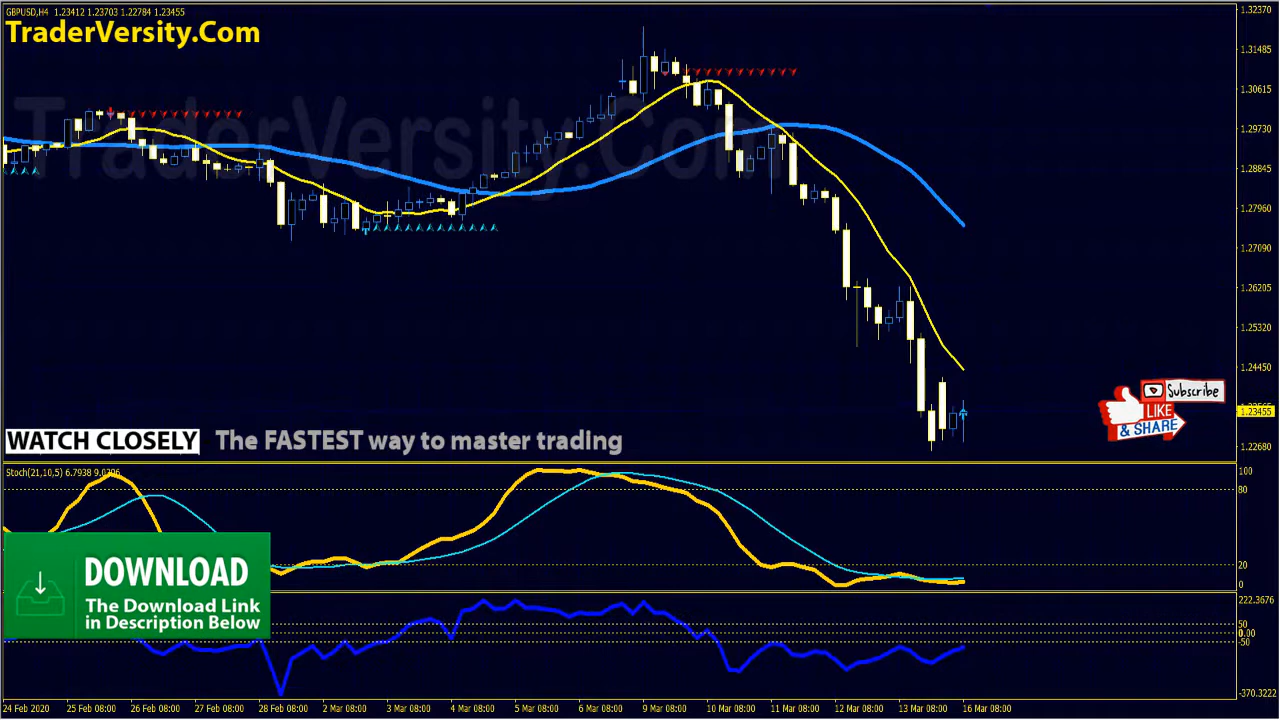 GBPUSD,H4 1.23412 1.23703 1.22784 1.23455
TraderVersity.Com
TraderVersity.Com
WATCH CLOSELY
The FASTEST way to master trading
Subscribe
LIKE
& SHARE
1.32370
1.31485
1.30615
1.29730
1.28845
1.27960
1.27090
1.26205
1.25320
1.24450
1.23455
1.22680
Stoch(21,10,5) 6.7938 9.0396
100
80
20
0
DOWNLOAD
The Download Link
in Description Below
222.3676
50
0.00
-50
-370.3222
24 Feb 2020 25 Feb 08:00 26 Feb 08:00 27 Feb 08:00 28 Feb 08:00 2 Mar 08:00 3 Mar 08:00 4 Mar 08:00 5 Mar 08:00 9 Mar 08:00 10 Mar 08:00 11 Mar 08:00 12 Mar 08:00 13 Mar 08:00 16 Mar 08:00